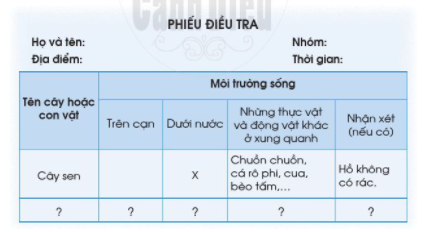 Cánh Diều
PHIẾU ĐIỀU TRA
Họ và tên: Nhóm:
Địa điểm: Thời gian:
Tên cây hoặc con vật
Môi trường sống
Trên cạn
Dưới nước
Những thực vật
và động vật khác
ở xung quanh
Nhận xét
(nếu có)
Cây sen
X
Chuồn chuồn,
cá rô phi, cua,
bèo tấm,...
Hồ không
có rác.
? ? ? ? ?